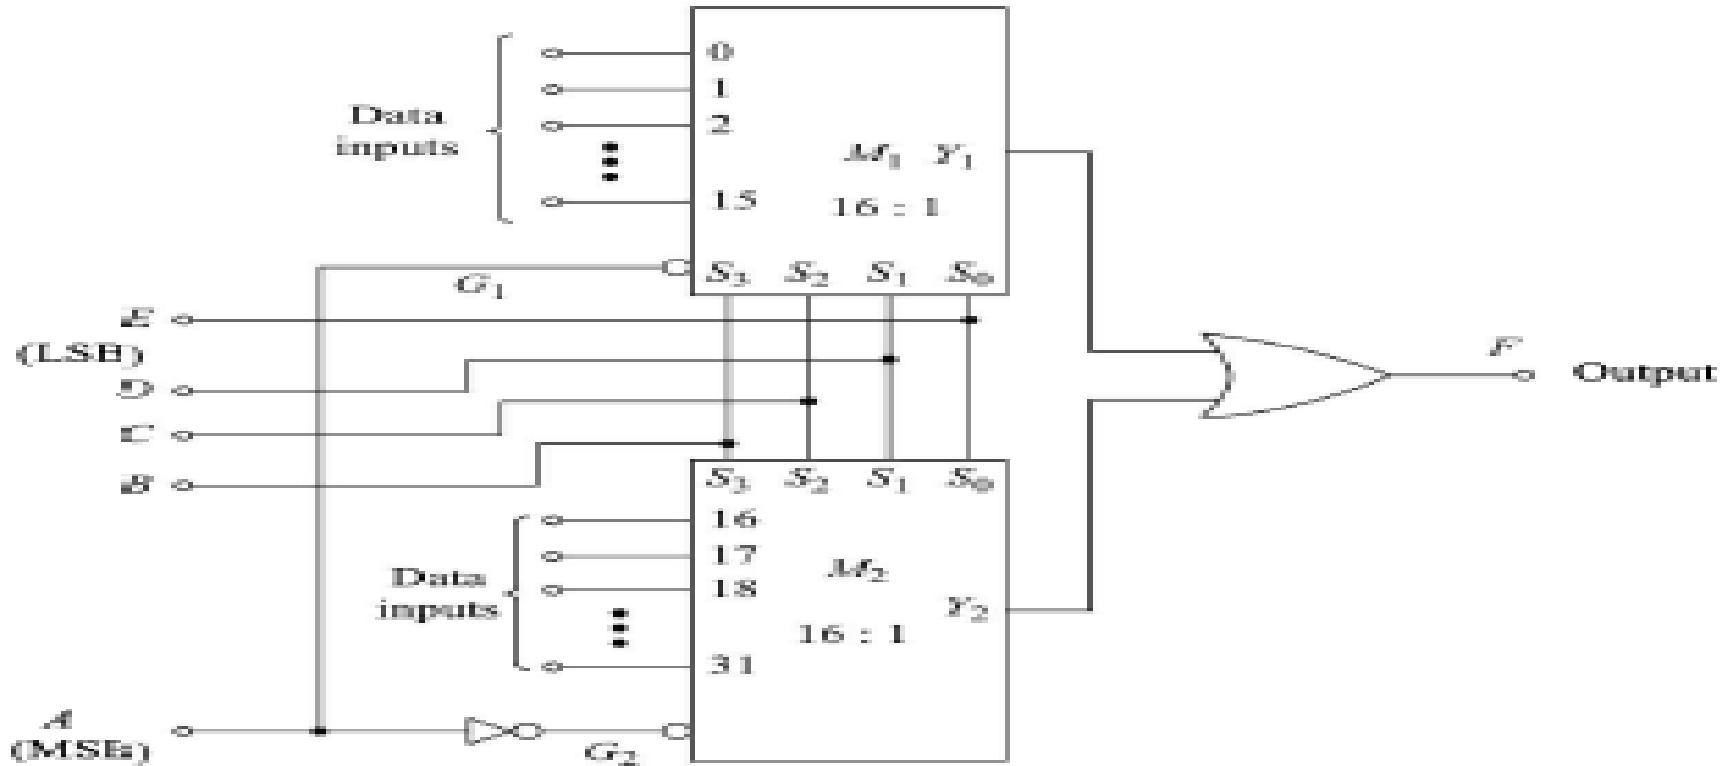 Data
inputs
0
1
2
15
M1 Y1
16 : 1
G1
S3 S2 S1 S0
E
(LSB)
D
C
B
F
Output
S3 S2 S1 S0
16
17
18
31
Data
inputs
M2
Y2
16 : 1
A
(MSB)
G2